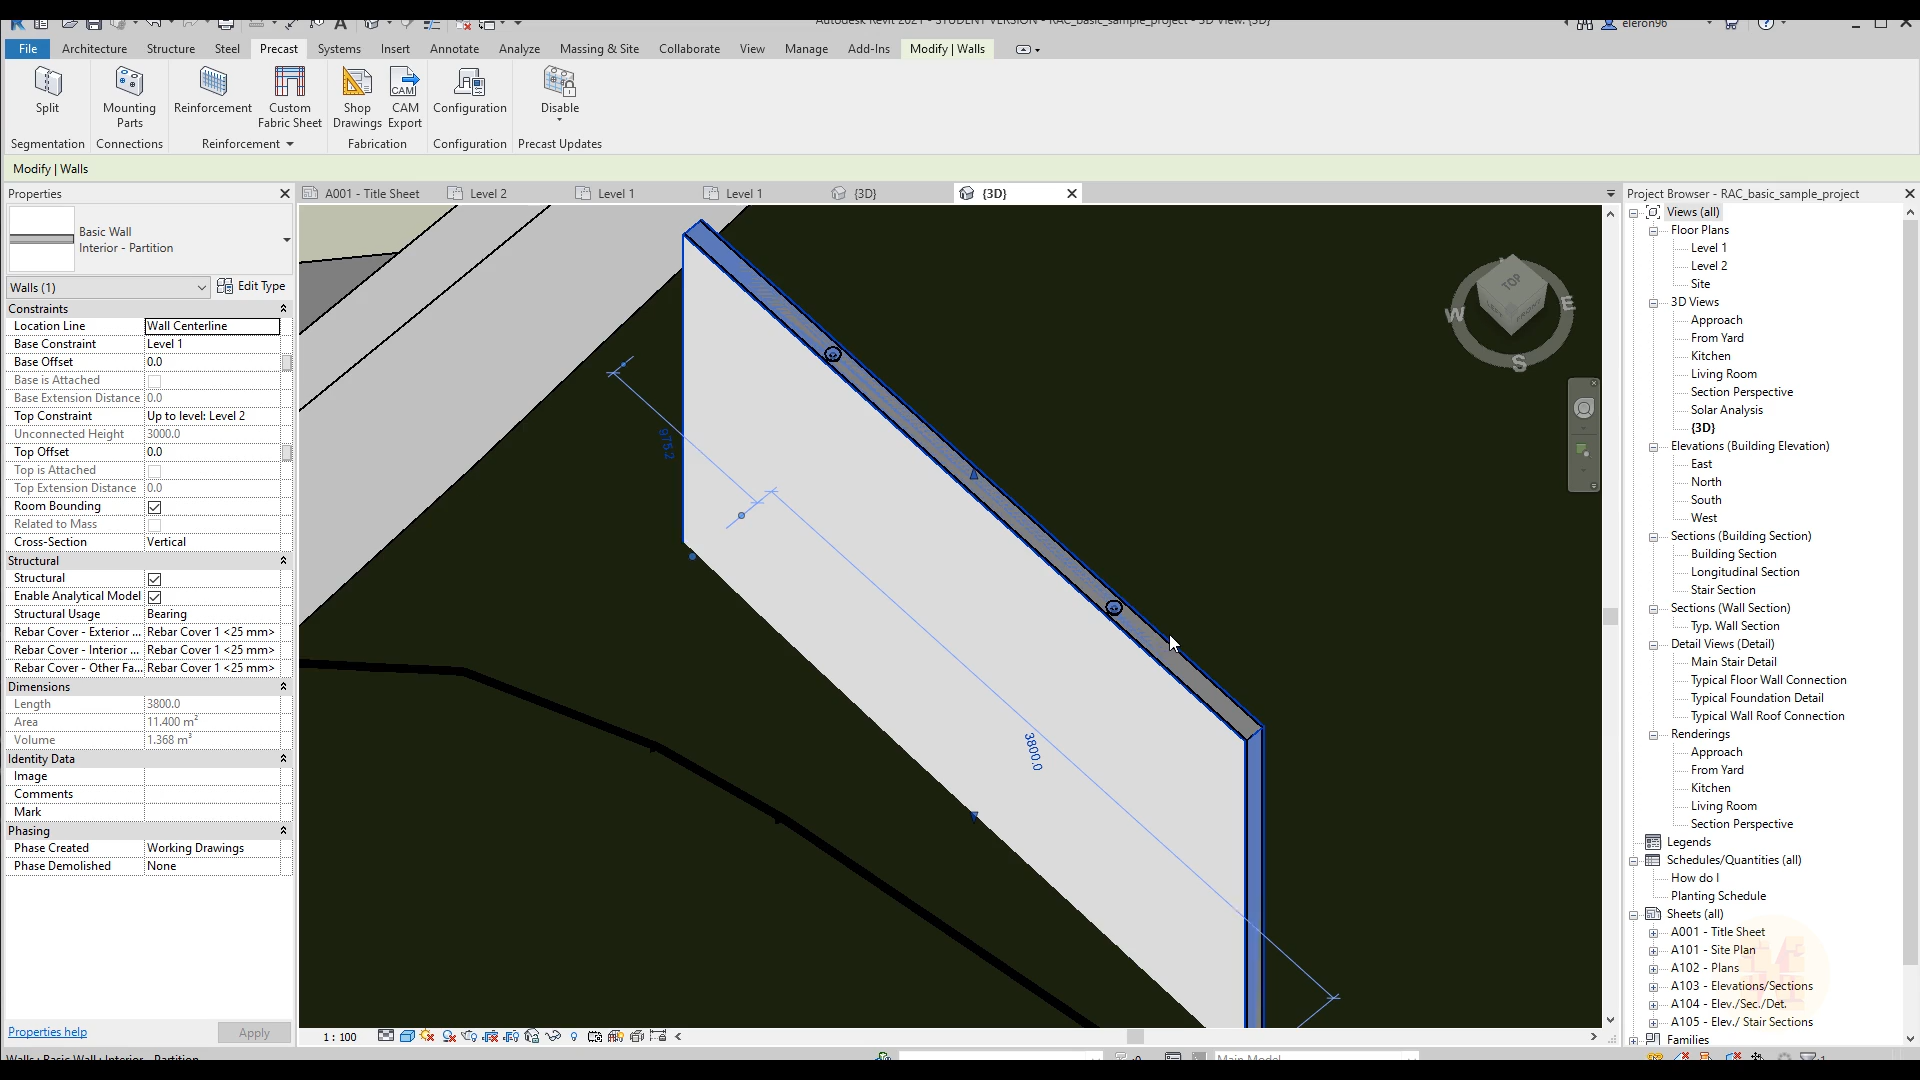 Autodesk Revit 2021 - STUDENT VERSION - RAC_basic_sample_project - 3D View: {3D}
eleron96
File Architecture Structure Steel Precast Systems Insert Annotate Analyze Massing & Site Collaborate View Manage Add-Ins Modify | Walls
Split
Mounting Parts
Reinforcement
Custom Fabric Sheet
Shop Drawings
CAM
CAM Export
Configuration
Disable
Segmentation Connections Reinforcement Fabrication Configuration Precast Updates
Modify | Walls
Properties
A001 - Title Sheet Level 2 Level 1 Level 1 {3D} {3D}
Project Browser - RAC_basic_sample_project
Basic Wall
Interior - Partition
Walls (1) Edit Type
Constraints
Location Line Wall Centerline
Base Constraint Level 1
Base Offset 0.0
Base is Attached
Base Extension Distance 0.0
Top Constraint Up to level: Level 2
Unconnected Height 3000.0
Top Offset 0.0
Top is Attached
Top Extension Distance 0.0
Room Bounding
Related to Mass
Cross-Section Vertical
Structural
Structural
Enable Analytical Model
Structural Usage Bearing
Rebar Cover - Exterior ... Rebar Cover 1 <25 mm>
Rebar Cover - Interior ... Rebar Cover 1 <25 mm>
Rebar Cover - Other Fa... Rebar Cover 1 <25 mm>
Dimensions
Length 3800.0
Area 11.400 m²
Volume 1.368 m³
Identity Data
Image
Comments
Mark
Phasing
Phase Created Working Drawings
Phase Demolished None
Properties help Apply
975.2
3800.0
TOP
FRONT
W
E
S
1 : 100
Walls : Basic Wall : Interior - Partition
Main Model
Views (all)
Floor Plans
Level 1
Level 2
Site
3D Views
Approach
From Yard
Kitchen
Living Room
Section Perspective
Solar Analysis
{3D}
Elevations (Building Elevation)
East
North
South
West
Sections (Building Section)
Building Section
Longitudinal Section
Stair Section
Sections (Wall Section)
Typ. Wall Section
Detail Views (Detail)
Main Stair Detail
Typical Floor Wall Connection
Typical Foundation Detail
Typical Wall Roof Connection
Renderings
Approach
From Yard
Kitchen
Living Room
Section Perspective
Legends
Schedules/Quantities (all)
How do I
Planting Schedule
Sheets (all)
A001 - Title Sheet
A101 - Site Plan
A102 - Plans
A103 - Elevations/Sections
A104 - Elev./Sec./Det.
A105 - Elev./ Stair Sections
Families